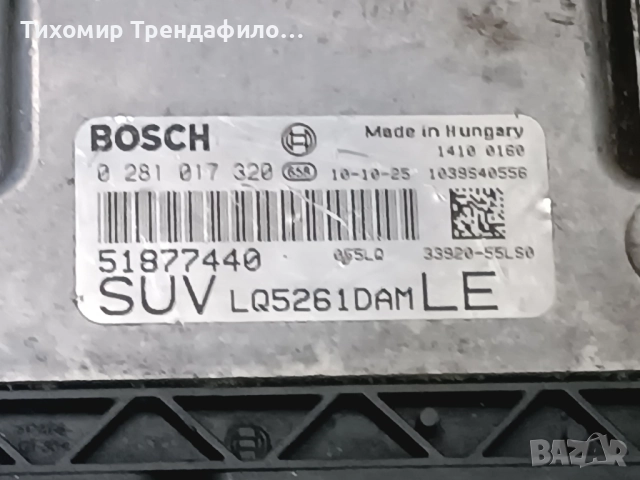 Тихомир Трендафило...
BOSCH
Made in Hungary
1410 0160
0 281 017 320 10-10-25 1039S40556
51877440 33920-55LS0
SUV LQ5261DAM LE
BAZAR